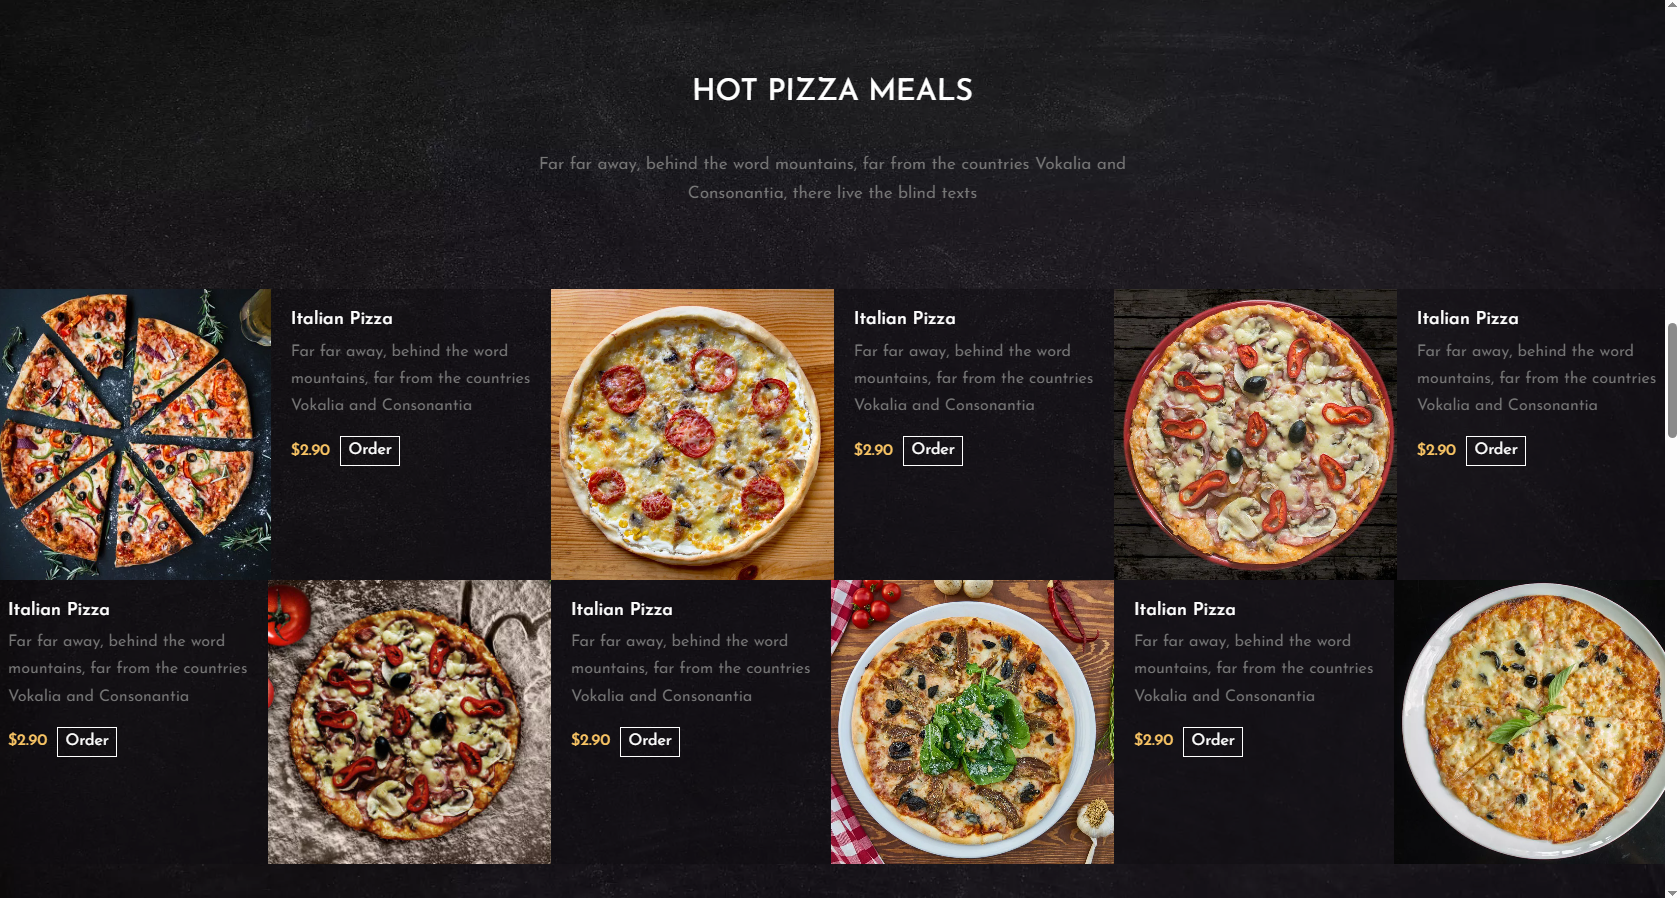 HOT PIZZA MEALS
Far far away, behind the word mountains, far from the countries Vokalia and
Consonantia, there live the blind texts
Italian Pizza
Far far away, behind the word
mountains, far from the countries
Vokalia and Consonantia
$2.90 Order
Italian Pizza
Far far away, behind the word
mountains, far from the countries
Vokalia and Consonantia
$2.90 Order
Italian Pizza
Far far away, behind the word
mountains, far from the countries
Vokalia and Consonantia
$2.90 Order
Italian Pizza
Far far away, behind the word
mountains, far from the countries
Vokalia and Consonantia
$2.90 Order
Italian Pizza
Far far away, behind the word
mountains, far from the countries
Vokalia and Consonantia
$2.90 Order
Italian Pizza
Far far away, behind the word
mountains, far from the countries
Vokalia and Consonantia
$2.90 Order